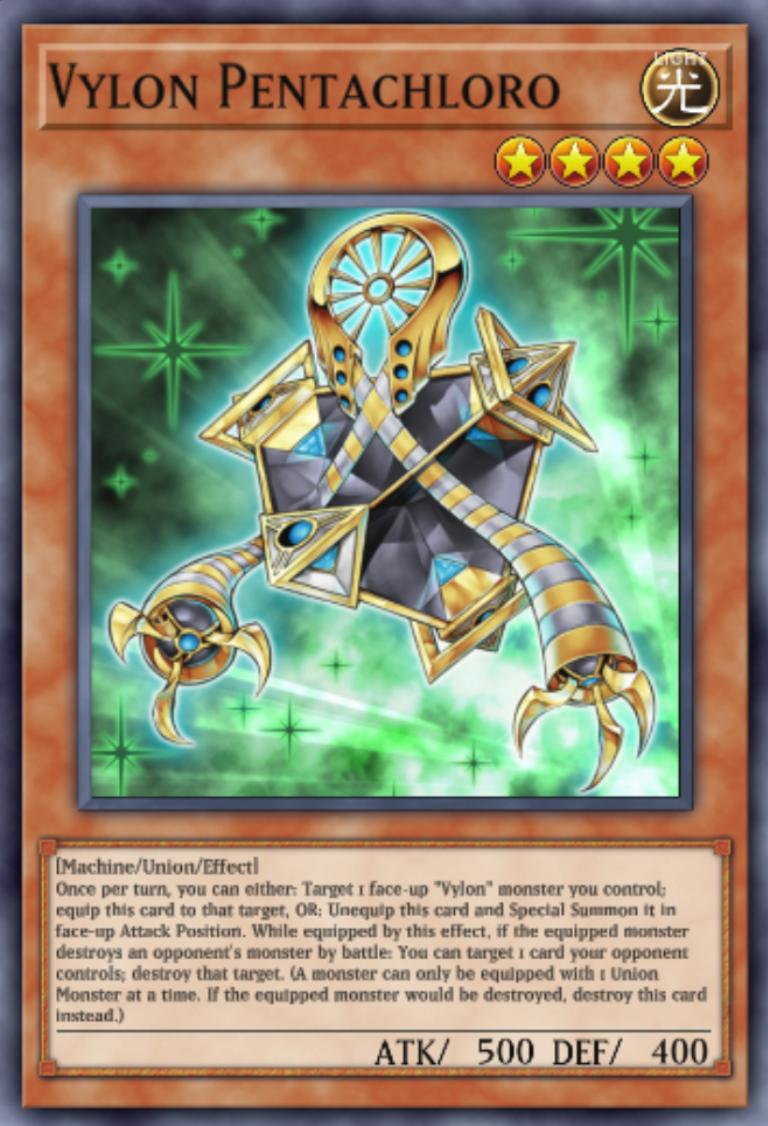 Vylon Pentachloro
LIGHT
光
[Machine/Union/Effect]
Once per turn, you can either: Target 1 face-up "Vylon" monster you control;
equip this card to that target, OR: Unequip this card and Special Summon it in
face-up Attack Position. While equipped by this effect, if the equipped monster
destroys an opponent's monster by battle: You can target 1 card your opponent
controls; destroy that target. (A monster can only be equipped with 1 Union
Monster at a time. If the equipped monster would be destroyed, destroy this card
instead.)
ATK/ 500 DEF/ 400